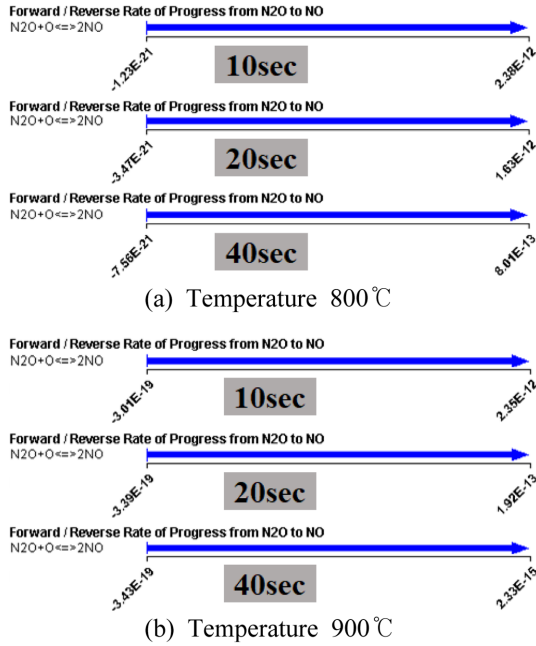 Forward / Reverse Rate of Progress from N2O to NO
N2O+O<=>2NO
10sec
-1.23E-21
2.38E-12
Forward / Reverse Rate of Progress from N2O to NO
N2O+O<=>2NO
20sec
-3.47E-21
1.63E-12
Forward / Reverse Rate of Progress from N2O to NO
N2O+O<=>2NO
40sec
-7.56E-21
8.01E-13
(a) Temperature 800℃
Forward / Reverse Rate of Progress from N2O to NO
N2O+O<=>2NO
10sec
-3.01E-19
2.35E-12
Forward / Reverse Rate of Progress from N2O to NO
N2O+O<=>2NO
20sec
-3.39E-19
1.92E-13
Forward / Reverse Rate of Progress from N2O to NO
N2O+O<=>2NO
40sec
-3.43E-19
2.33E-15
(b) Temperature 900℃